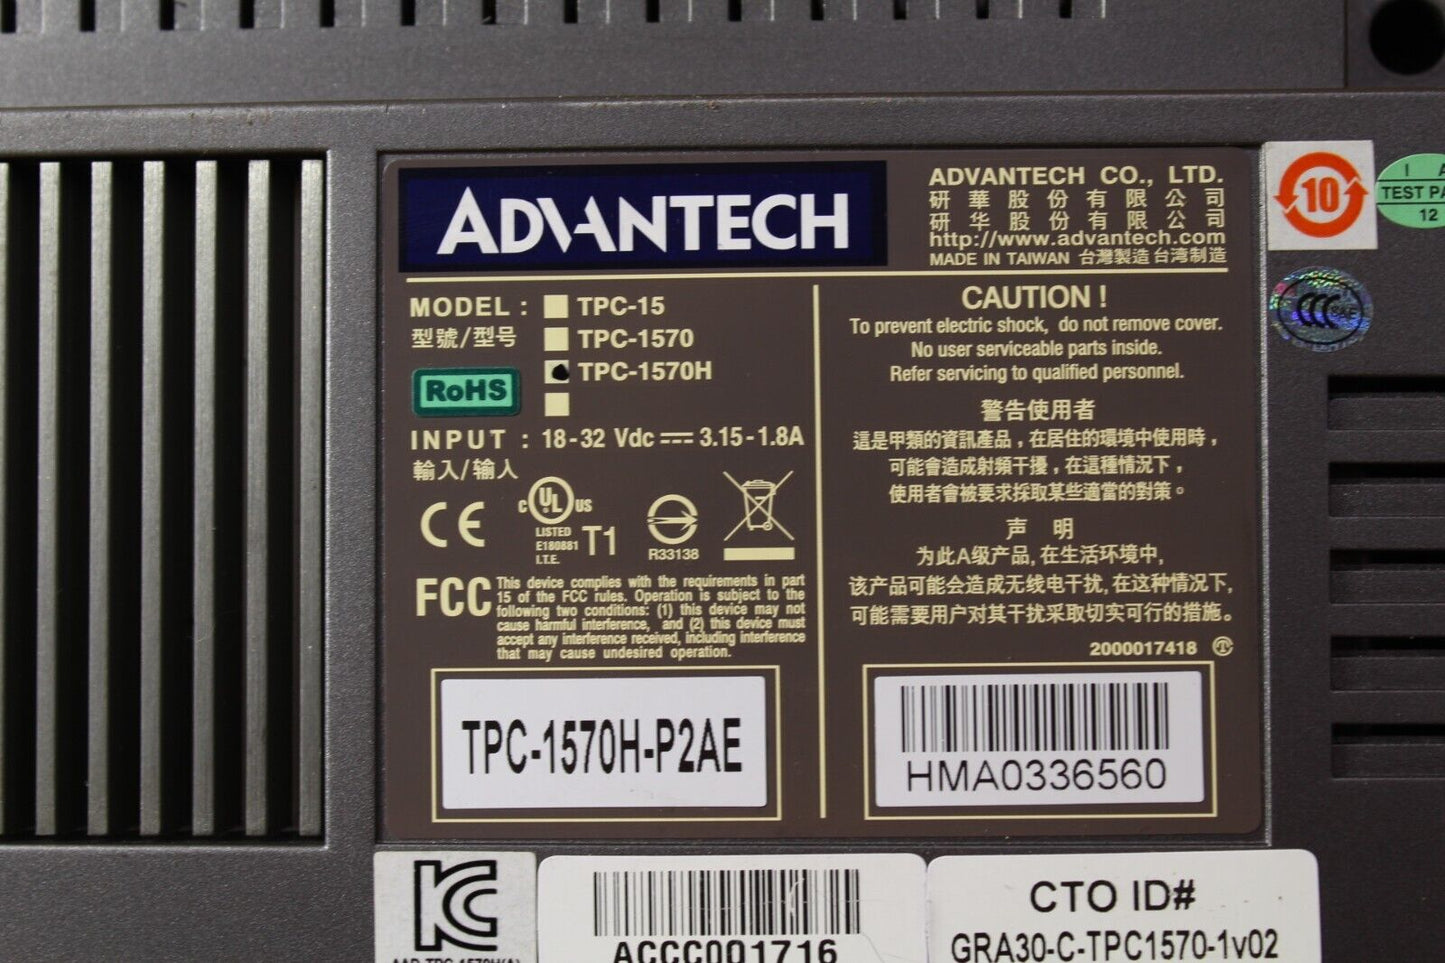 ADVANTECH
ADVANTECH CO., LTD.
研華股份有限公司
研华股份有限公司
http://www.advantech.com
MADE IN TAIWAN 台灣製造 台湾制造
10
TEST PA
12
MODEL :
型號/型号
TPC-15
TPC-1570
TPC-1570H
RoHS
INPUT : 18-32 Vdc 3.15-1.8A
輸入/输入
CE
C UL US
LISTED
E180881
I.T.E.
T1
R33138
FCC
This device complies with the requirements in part
15 of the FCC rules. Operation is subject to the
following two conditions: (1) this device may not
cause harmful interference, and (2) this device must
accept any interference received, including interference
that may cause undesired operation.
TPC-1570H-P2AE
CAUTION !
To prevent electric shock, do not remove cover.
No user serviceable parts inside.
Refer servicing to qualified personnel.
警告使用者
這是甲類的資訊產品，在居住的環境中使用時，
可能會造成射頻干擾，在這種情況下，
使用者會被要求採取某些適當的對策。
声 明
为此A级产品, 在生活环境中,
该产品可能会造成无线电干扰, 在这种情况下,
可能需要用户对其干扰采取切实可行的措施。
2000017418
HMA0336560
CCC
KC
ACCC001716
CTO ID#
GRA30-C-TPC1570-1v02